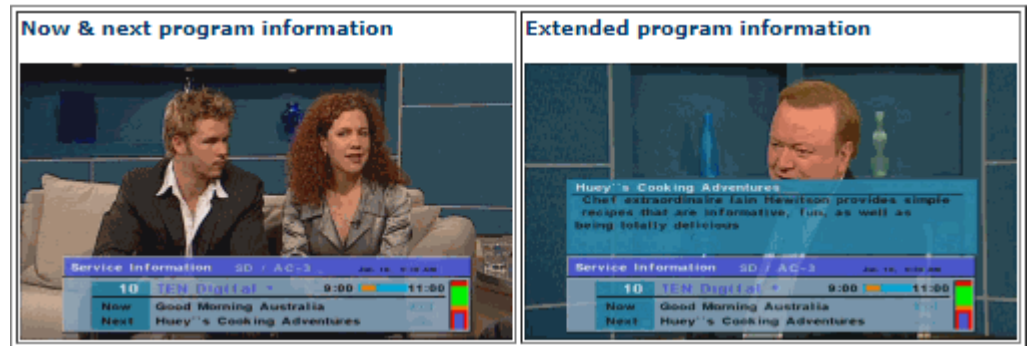 Now & next program information
Service Information SD / AC-3
10 TEN Digital 9:00 11:00
Now Good Morning Australia
Next Huey''s Cooking Adventures
Extended program information
Huey''s Cooking Adventures
Chef extraordinaire Iain Hewitson provides simple
recipes that are informative, fun, as well as
being totally delicious
Service Information SD / AC-3
10 TEN Digital 9:00 11:00
Now Good Morning Australia
Next Huey''s Cooking Adventures